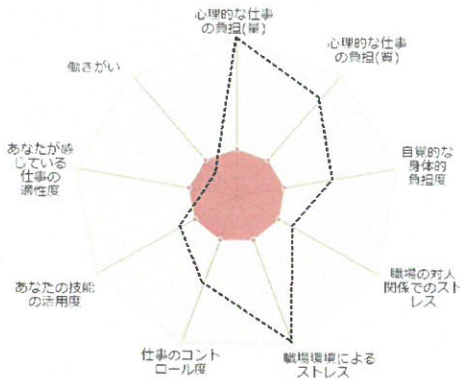 心理的な仕事
の負担(量)
心理的な仕事
の負担(質)
自覚的な
身体的
負担度
職場の対人
関係でのスト
レス
職場環境による
ストレス
仕事のコント
ロール度
あなたの技能
の活用度
あなたが感
じている
仕事の
適性度
働きがい